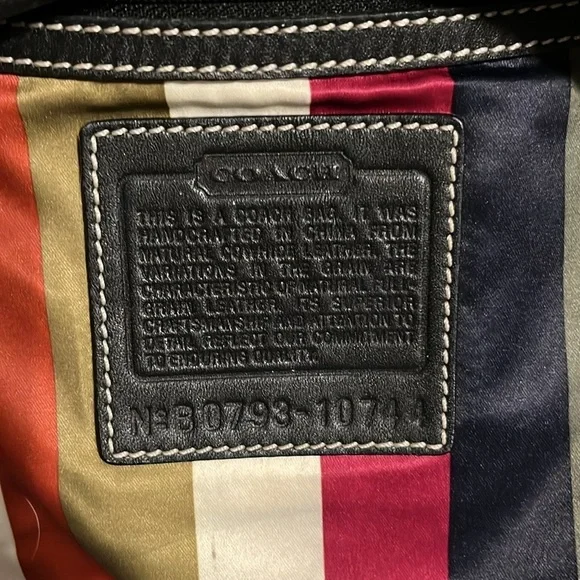 COACH
THIS IS A COACH BAG. IT WAS
HANDCRAFTED IN CHINA FROM
NATURAL COWHIDE LEATHER. THE
VARIATIONS IN THE GRAIN ARE
CHARACTERISTIC OF NATURAL FULL
GRAIN LEATHER. ITS SUPERIOR
CRAFTSMANSHIP AND ATTENTION TO
DETAIL REFLECT OUR COMMITMENT
TO ENDURING QUALITY.
No B0793-10744